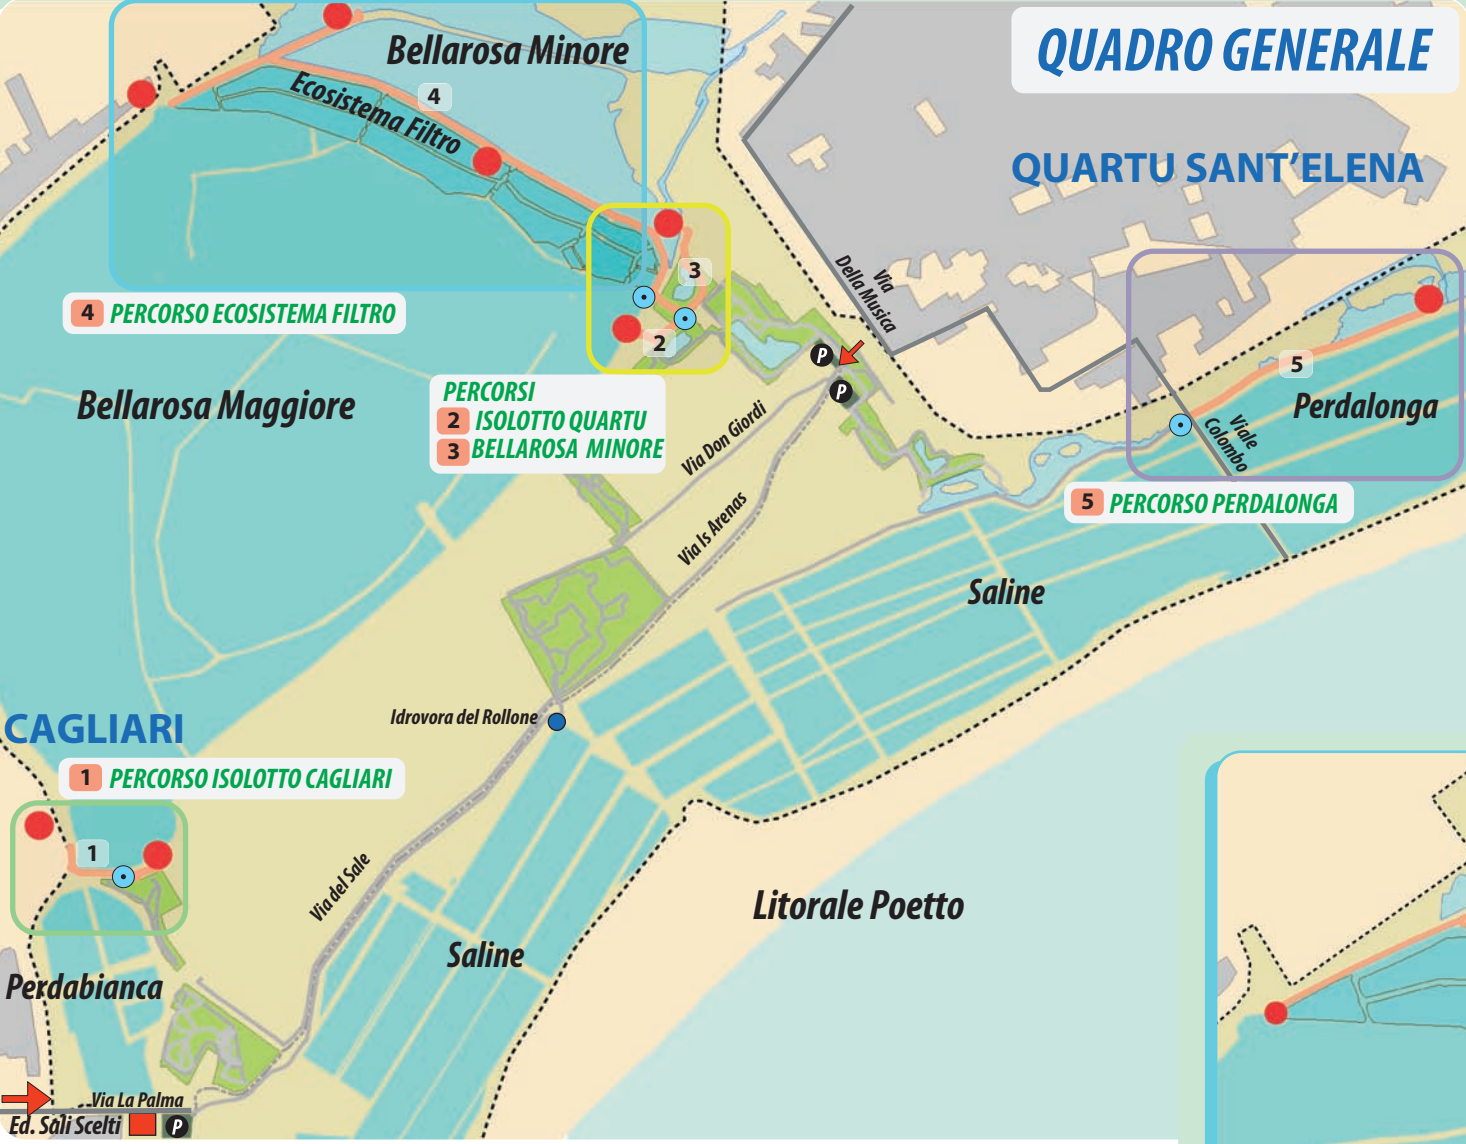 QUADRO GENERALE
Bellarosa Minore
4
Ecosistema Filtro
QUARTU SANT'ELENA
3
2
Via
Della Musica
4 PERCORSO ECOSISTEMA FILTRO
P
P
5
Perdalonga
Viale
Colombo
Bellarosa Maggiore
PERCORSI
2 ISOLOTTO QUARTU
3 BELLAROSA MINORE
Via Don Giordi
Via Is Arenas
5 PERCORSO PERDALONGA
Saline
Idrovora del Rollone
CAGLIARI
1 PERCORSO ISOLOTTO CAGLIARI
1
Via del Sale
Litorale Poetto
Saline
Perdabianca
Via La Palma
Ed. Sali Scelti
P